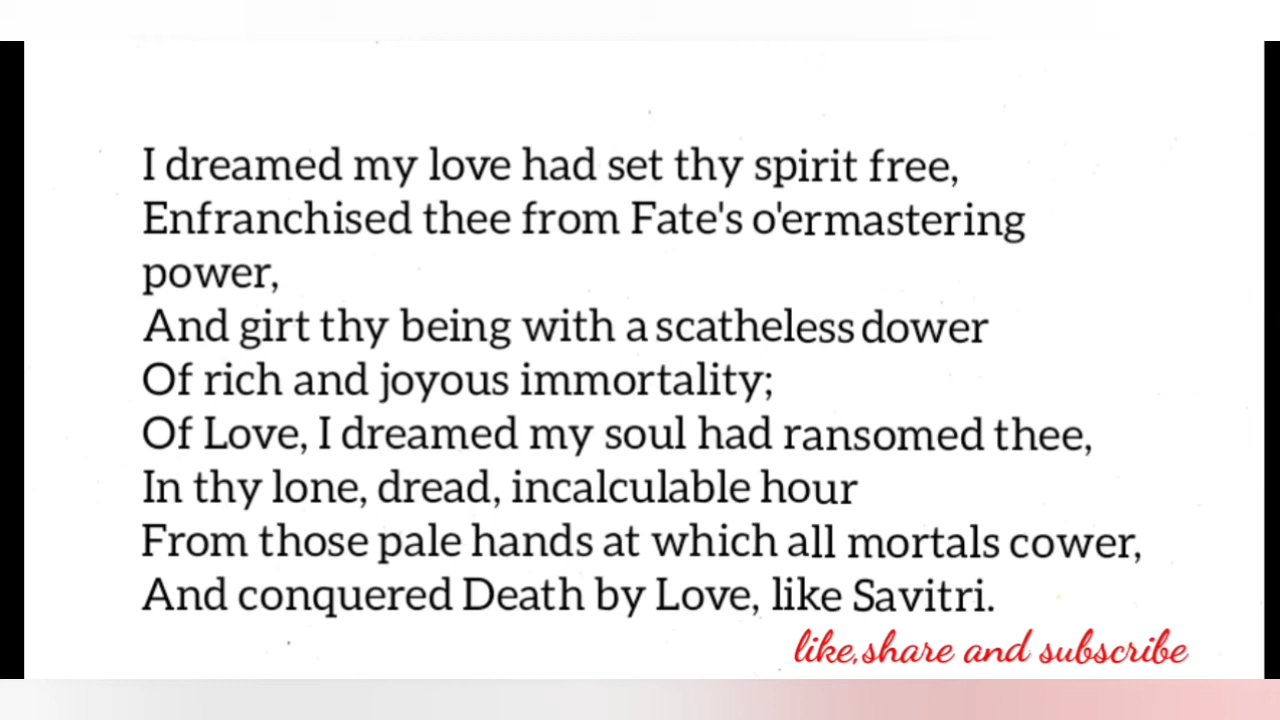 I dreamed my love had set thy spirit free,
Enfranchised thee from Fate's o'ermastering
power,
And girt thy being with a scatheless dower
Of rich and joyous immortality;
Of Love, I dreamed my soul had ransomed thee,
In thy lone, dread, incalculable hour
From those pale hands at which all mortals cower,
And conquered Death by Love, like Savitri.
like,share and subscribe